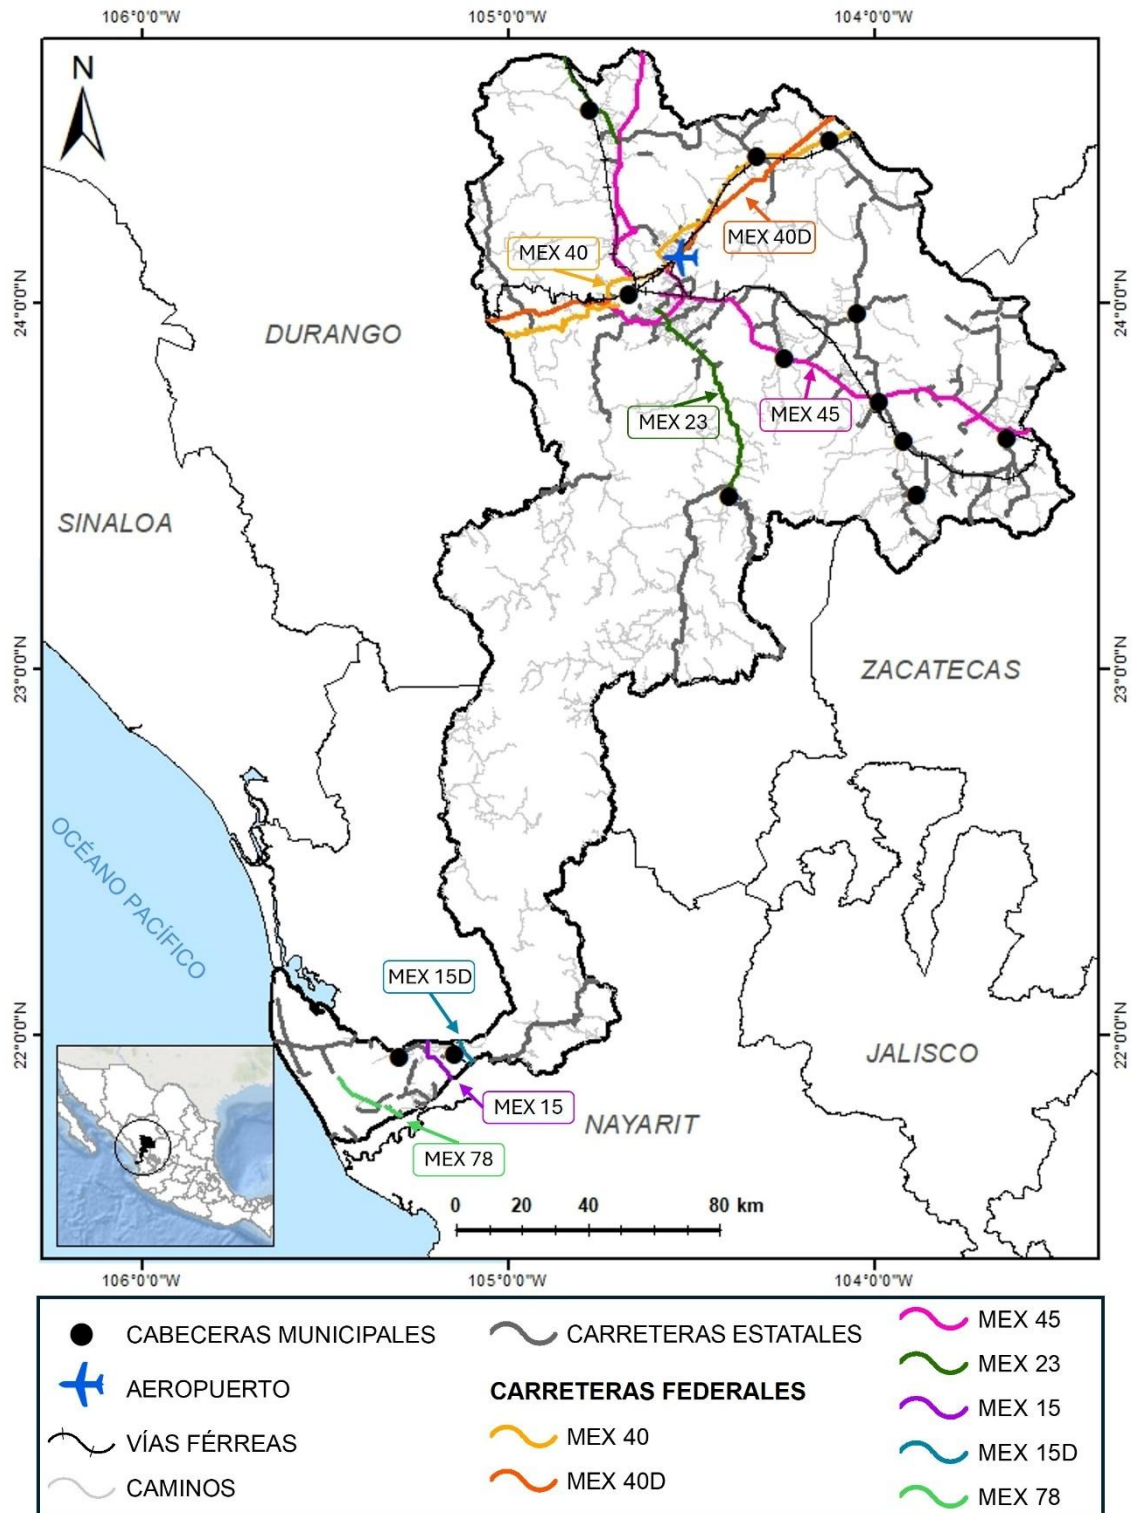 106°0'0"W
105°0'0"W
104°0'0"W
N
MEX 40D
MEX 40
24°0'0"N
24°0'0"N
DURANGO
MEX 45
MEX 23
SINALOA
23°0'0"N
23°0'0"N
ZACATECAS
OCÉANO PACÍFICO
MEX 15D
22°0'0"N
22°0'0"N
JALISCO
MEX 15
NAYARIT
MEX 78
0 20 40 80 km
106°0'0"W
105°0'0"W
104°0'0"W
CABECERAS MUNICIPALES
AEROPUERTO
VÍAS FÉRREAS
CAMINOS
CARRETERAS ESTATALES
CARRETERAS FEDERALES
MEX 40
MEX 40D
MEX 45
MEX 23
MEX 15
MEX 15D
MEX 78